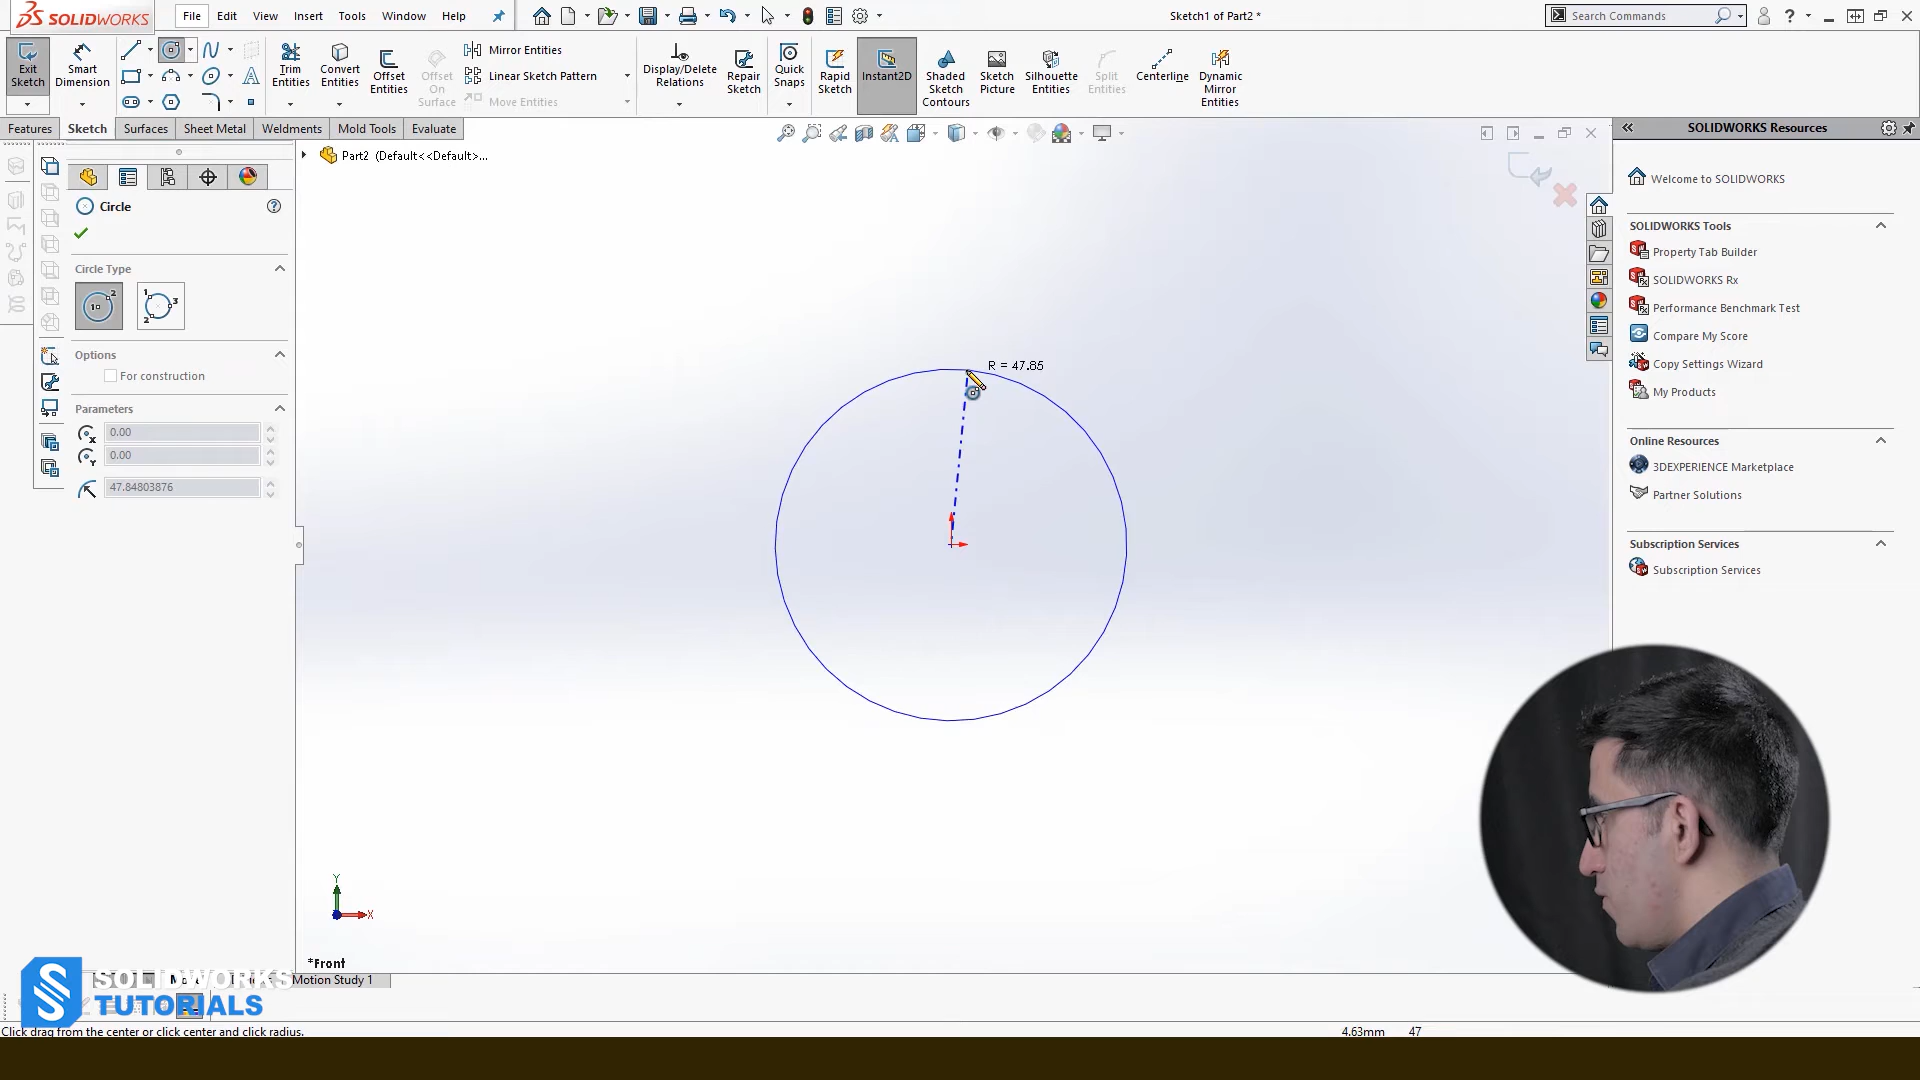 SOLIDWORKS File Edit View Insert Tools Window Help Sketch1 of Part2 * Search Commands
Exit Sketch
Smart Dimension
Trim Entities
Convert Entities
Offset Entities
Offset On Surface
Mirror Entities
Linear Sketch Pattern
Move Entities
Display/Delete Relations
Repair Sketch
Quick Snaps
Rapid Sketch
Instant2D
Shaded Sketch Contours
Sketch Picture
Silhouette Entities
Split Entities
Centerline
Dynamic Mirror Entities
Features Sketch Surfaces Sheet Metal Weldments Mold Tools Evaluate
Part2 (Default<<Default>...
Circle
Circle Type
Options
For construction
Parameters
0.00
0.00
47.84803876
R = 47.85
Y
X
*Front
SOLIDWORKS Resources
Welcome to SOLIDWORKS
SOLIDWORKS Tools
Property Tab Builder
SOLIDWORKS Rx
Performance Benchmark Test
Compare My Score
Copy Settings Wizard
My Products
Online Resources
3DEXPERIENCE Marketplace
Partner Solutions
Subscription Services
Subscription Services
Motion Study 1
SOLIDWORKS
TUTORIALS
Click drag from the center or click center and click radius.
4.63mm 47